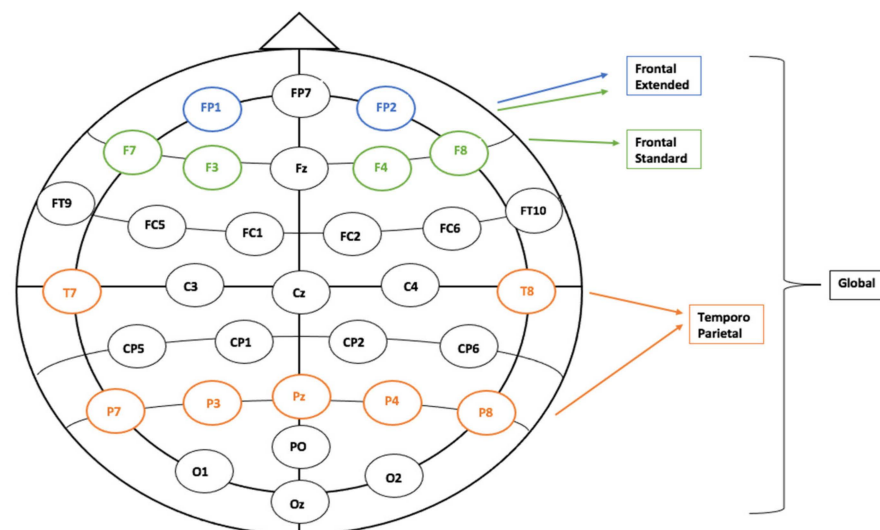 FP1
FP7
FP2
Frontal
Extended
F7
F3
Fz
F4
F8
Frontal
Standard
FT9
FC5
FC1
FC2
FC6
FT10
T7
C3
Cz
C4
T8
Global
Temporo
Parietal
CP5
CP1
CP2
CP6
P7
P3
Pz
P4
P8
PO
O1
O2
Oz